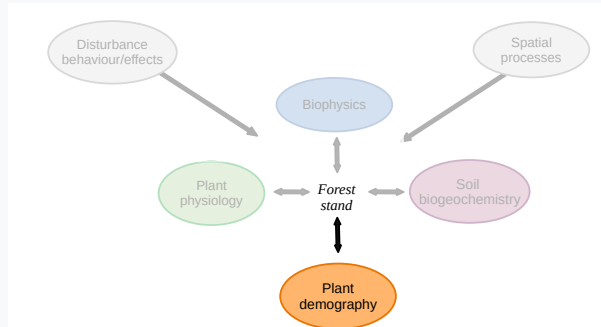 Disturbance
behaviour/effects
Spatial
processes
Biophysics
Plant
physiology
Forest
stand
Soil
biogeochemistry
Plant
demography